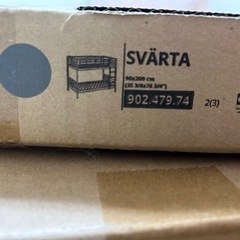 SVÄRTA
90x200 cm
(35 3/8x78 3/4")
902.479.74
2(3)